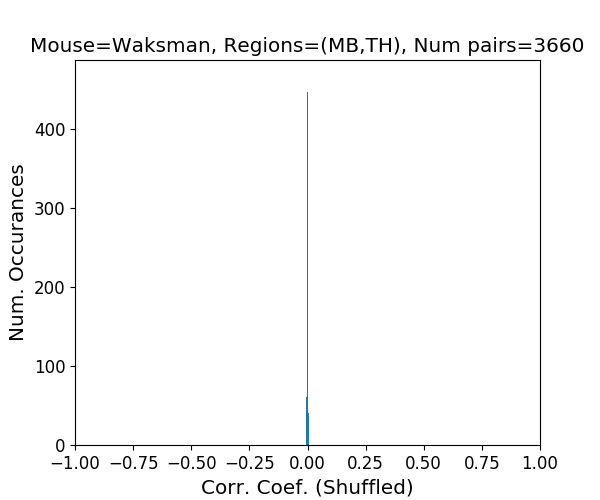 Mouse=Waksman, Regions=(MB,TH), Num pairs=3660
Num. Occurances
400
300
200
100
0
−1.00 −0.75 −0.50 −0.25 0.00 0.25 0.50 0.75 1.00
Corr. Coef. (Shuffled)